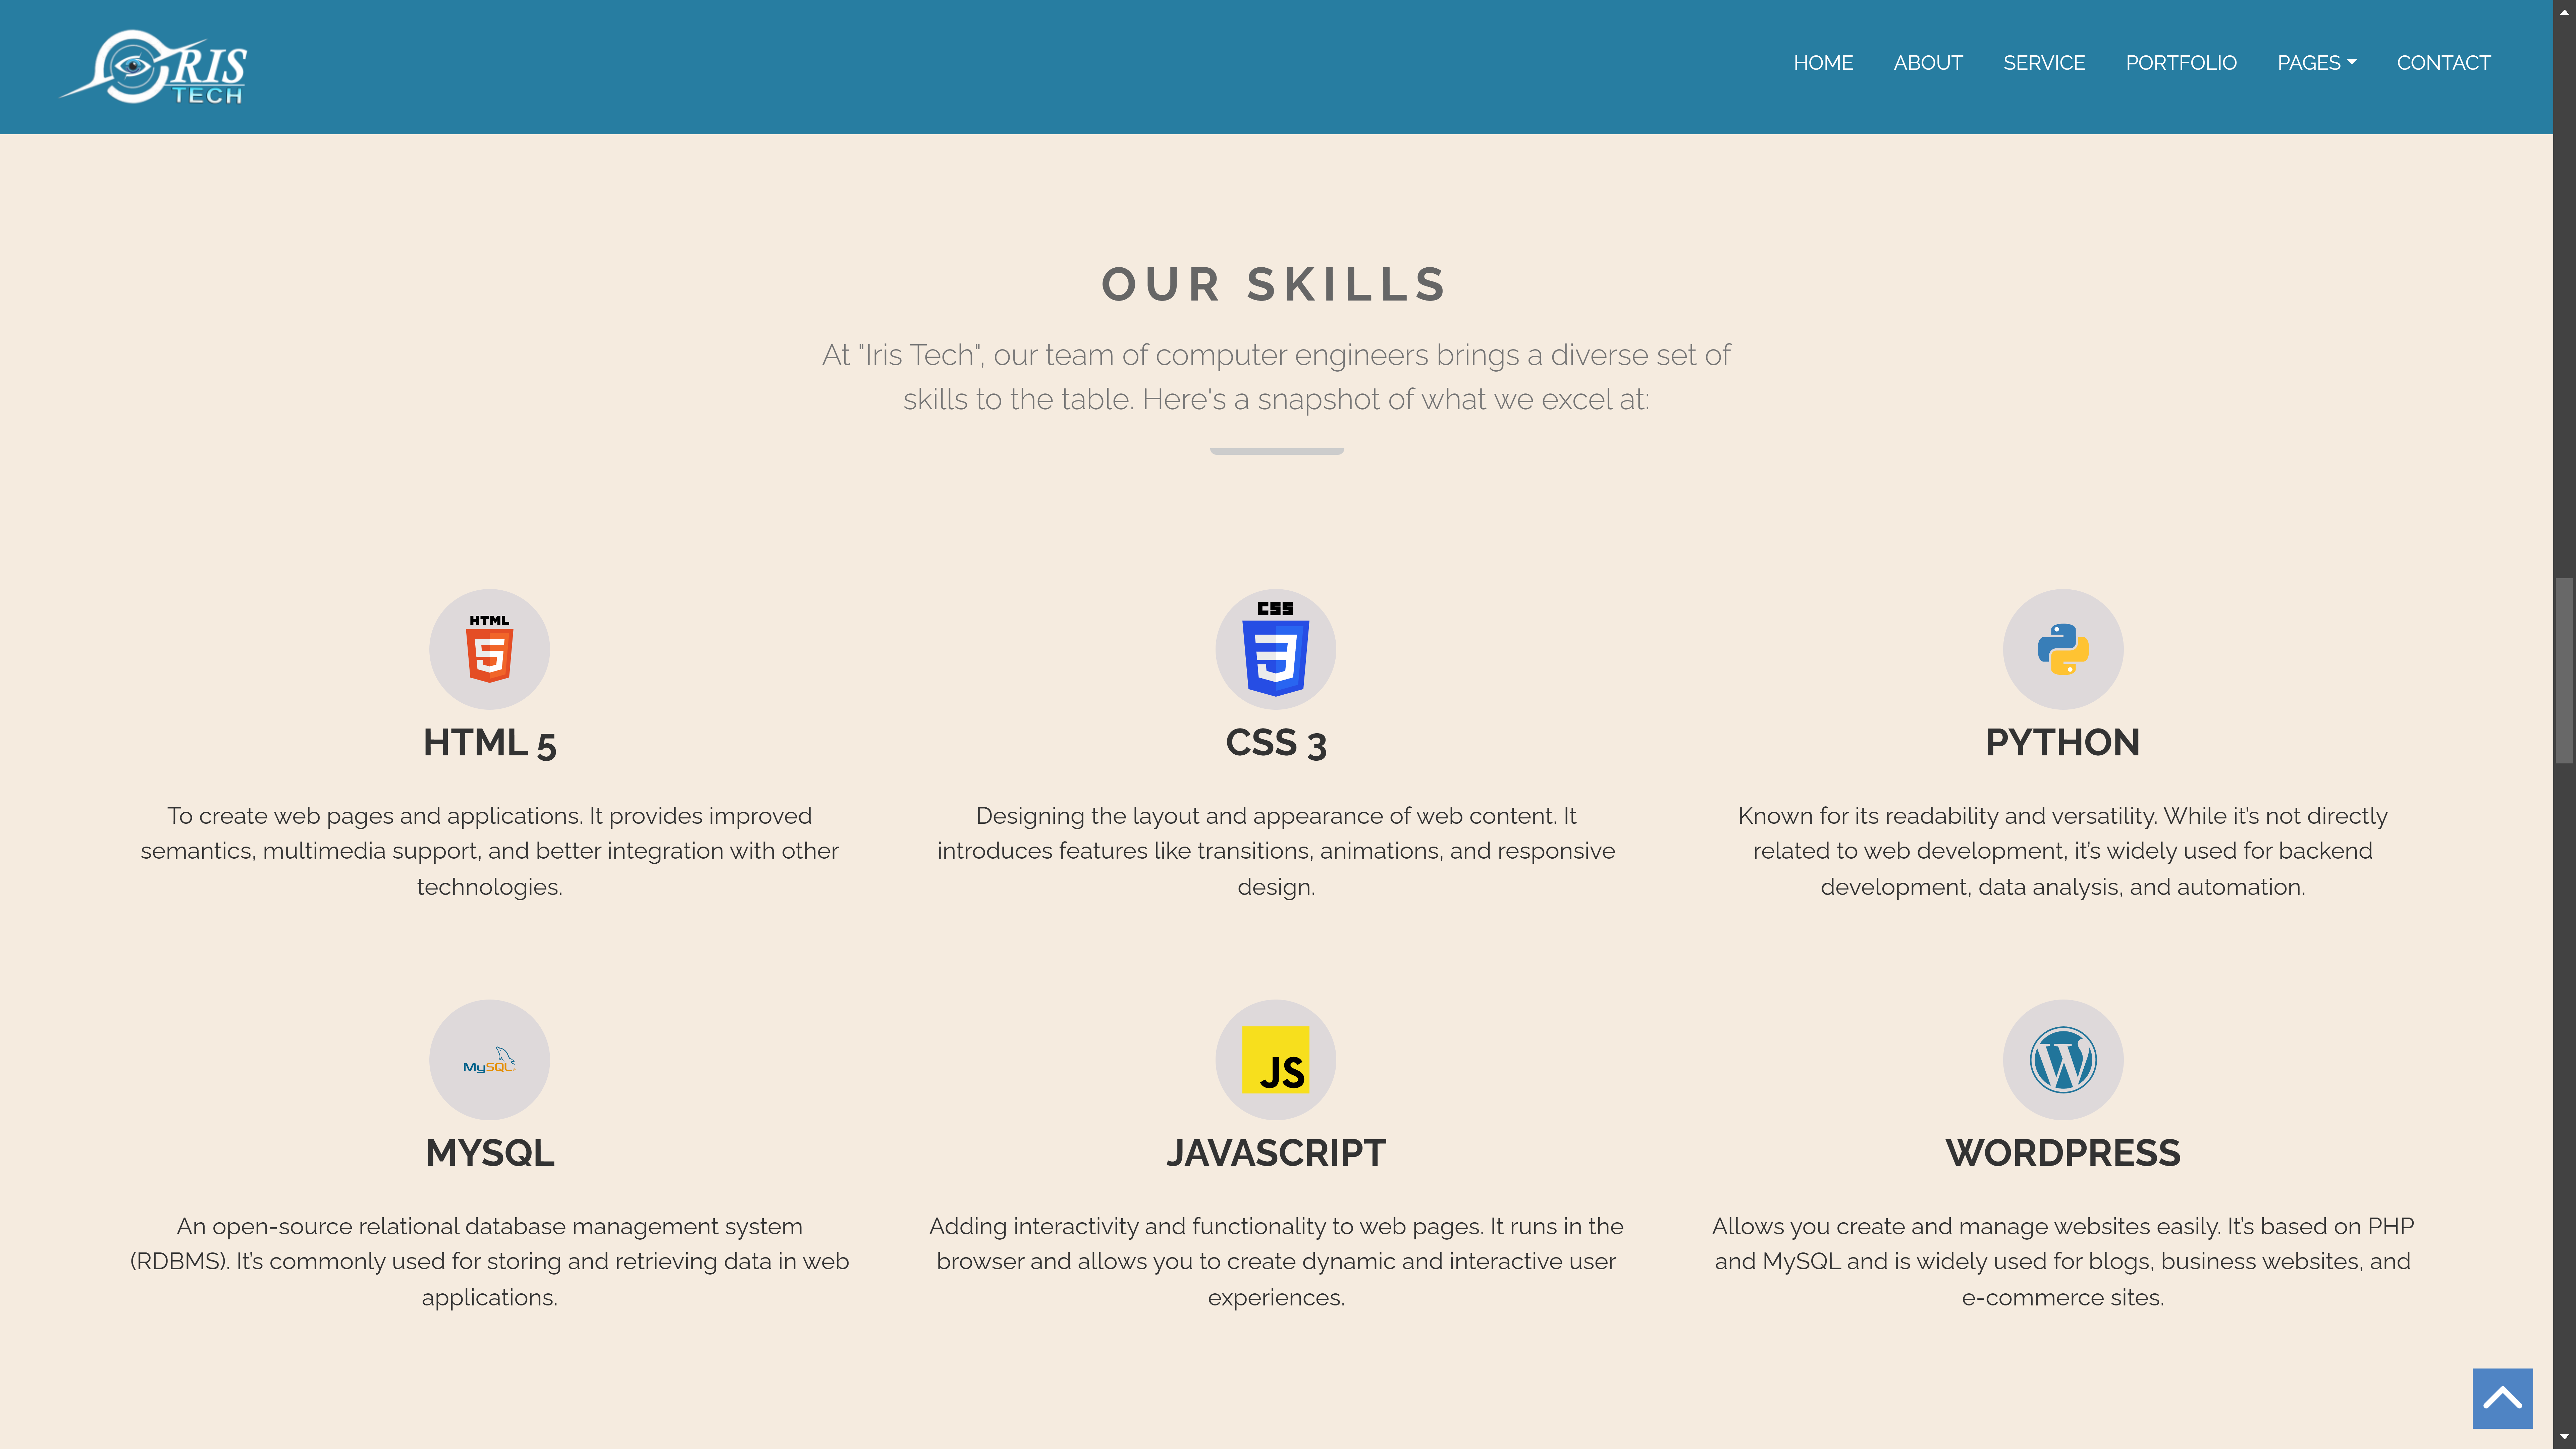 RIS
TECH
HOME ABOUT SERVICE PORTFOLIO PAGES CONTACT
OUR SKILLS
At "Iris Tech", our team of computer engineers brings a diverse set of
skills to the table. Here's a snapshot of what we excel at:
HTML
5
CSS
3
HTML 5
CSS 3
PYTHON
To create web pages and applications. It provides improved
semantics, multimedia support, and better integration with other
technologies.
Designing the layout and appearance of web content. It
introduces features like transitions, animations, and responsive
design.
Known for its readability and versatility. While it’s not directly
related to web development, it’s widely used for backend
development, data analysis, and automation.
MySQL
JS
W
MYSQL
JAVASCRIPT
WORDPRESS
An open-source relational database management system
(RDBMS). It’s commonly used for storing and retrieving data in web
applications.
Adding interactivity and functionality to web pages. It runs in the
browser and allows you to create dynamic and interactive user
experiences.
Allows you create and manage websites easily. It’s based on PHP
and MySQL and is widely used for blogs, business websites, and
e-commerce sites.